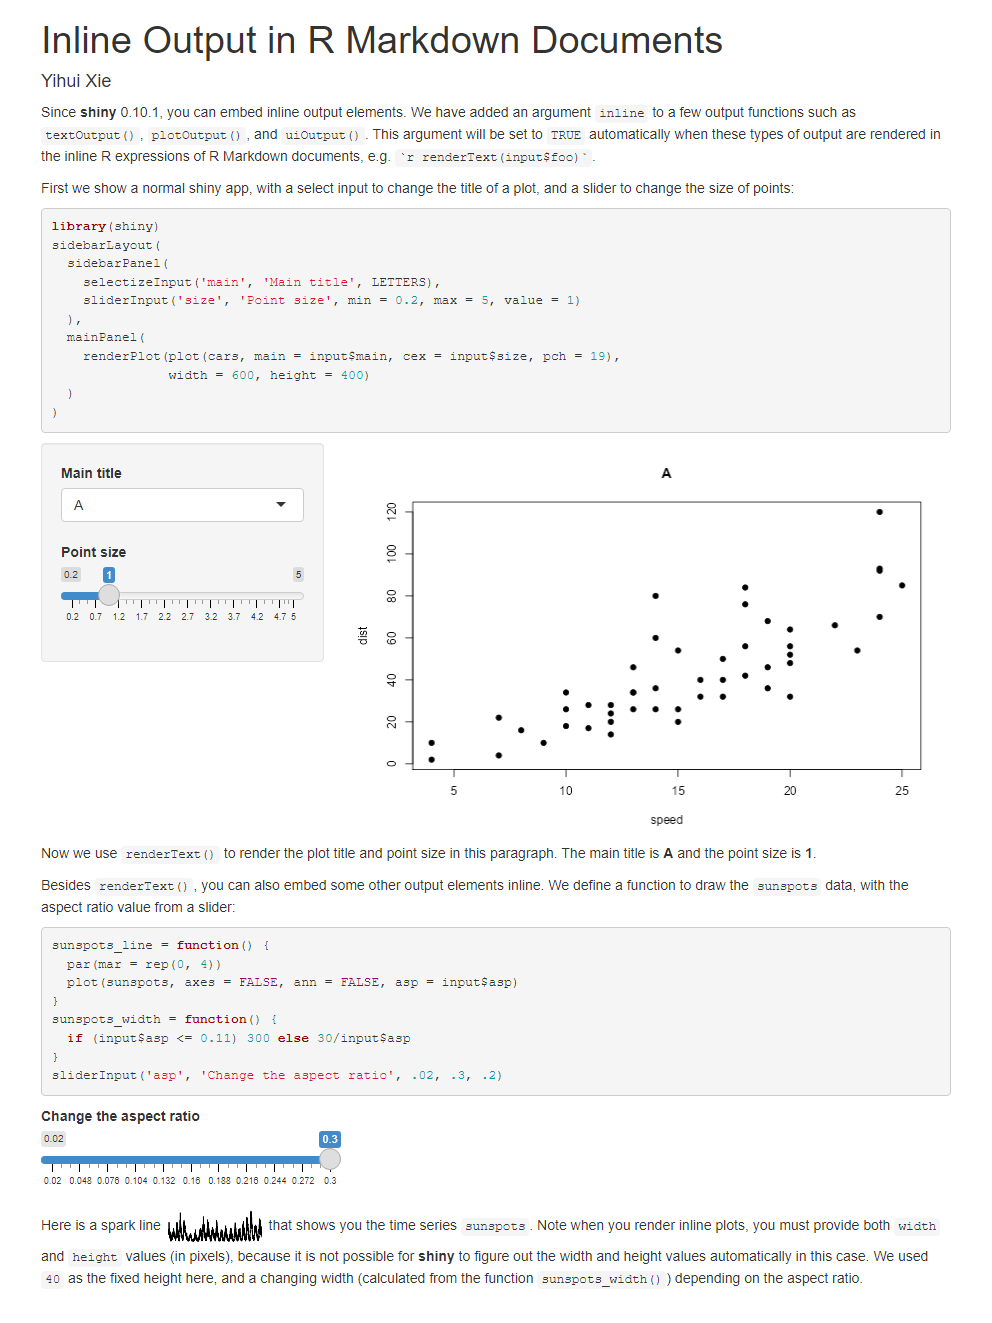 Inline Output in R Markdown Documents
Yihui Xie
Since shiny 0.10.1, you can embed inline output elements. We have added an argument inline to a few output functions such as
textOutput(), plotOutput(), and uiOutput(). This argument will be set to TRUE automatically when these types of output are rendered in
the inline R expressions of R Markdown documents, e.g. `r renderText(input$foo)`.
First we show a normal shiny app, with a select input to change the title of a plot, and a slider to change the size of points:
library(shiny)
sidebarLayout(
  sidebarPanel(
    selectizeInput('main', 'Main title', LETTERS),
    sliderInput('size', 'Point size', min = 0.2, max = 5, value = 1)
  ),
  mainPanel(
    renderPlot(plot(cars, main = input$main, cex = input$size, pch = 19),
               width = 600, height = 400)
  )
)
Main title
A
Point size
0.2 1 5
0.2 0.7 1.2 1.7 2.2 2.7 3.2 3.7 4.2 4.7 5
A
dist
120
100
80
60
40
20
0
5 10 15 20 25
speed
Now we use renderText() to render the plot title and point size in this paragraph. The main title is A and the point size is 1.
Besides renderText(), you can also embed some other output elements inline. We define a function to draw the sunspots data, with the
aspect ratio value from a slider:
sunspots_line = function() {
  par(mar = rep(0, 4))
  plot(sunspots, axes = FALSE, ann = FALSE, asp = input$asp)
}
sunspots_width = function() {
  if (input$asp <= 0.11) 300 else 30/input$asp
}
sliderInput('asp', 'Change the aspect ratio', .02, .3, .2)
Change the aspect ratio
0.02 0.3
0.02 0.048 0.076 0.104 0.132 0.16 0.188 0.216 0.244 0.272 0.3
Here is a spark line that shows you the time series sunspots. Note when you render inline plots, you must provide both width
and height values (in pixels), because it is not possible for shiny to figure out the width and height values automatically in this case. We used
40 as the fixed height here, and a changing width (calculated from the function sunspots_width()) depending on the aspect ratio.